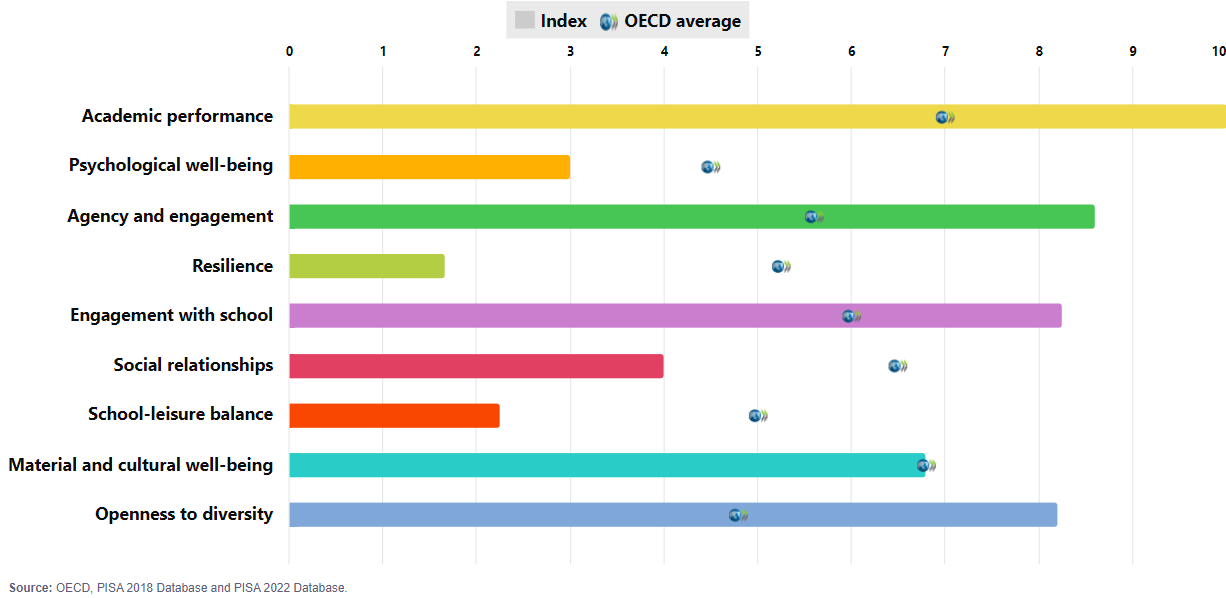 Index OECD average
0 1 2 3 4 5 6 7 8 9 10
Academic performance
Psychological well-being
Agency and engagement
Resilience
Engagement with school
Social relationships
School-leisure balance
Material and cultural well-being
Openness to diversity
Source: OECD, PISA 2018 Database and PISA 2022 Database.